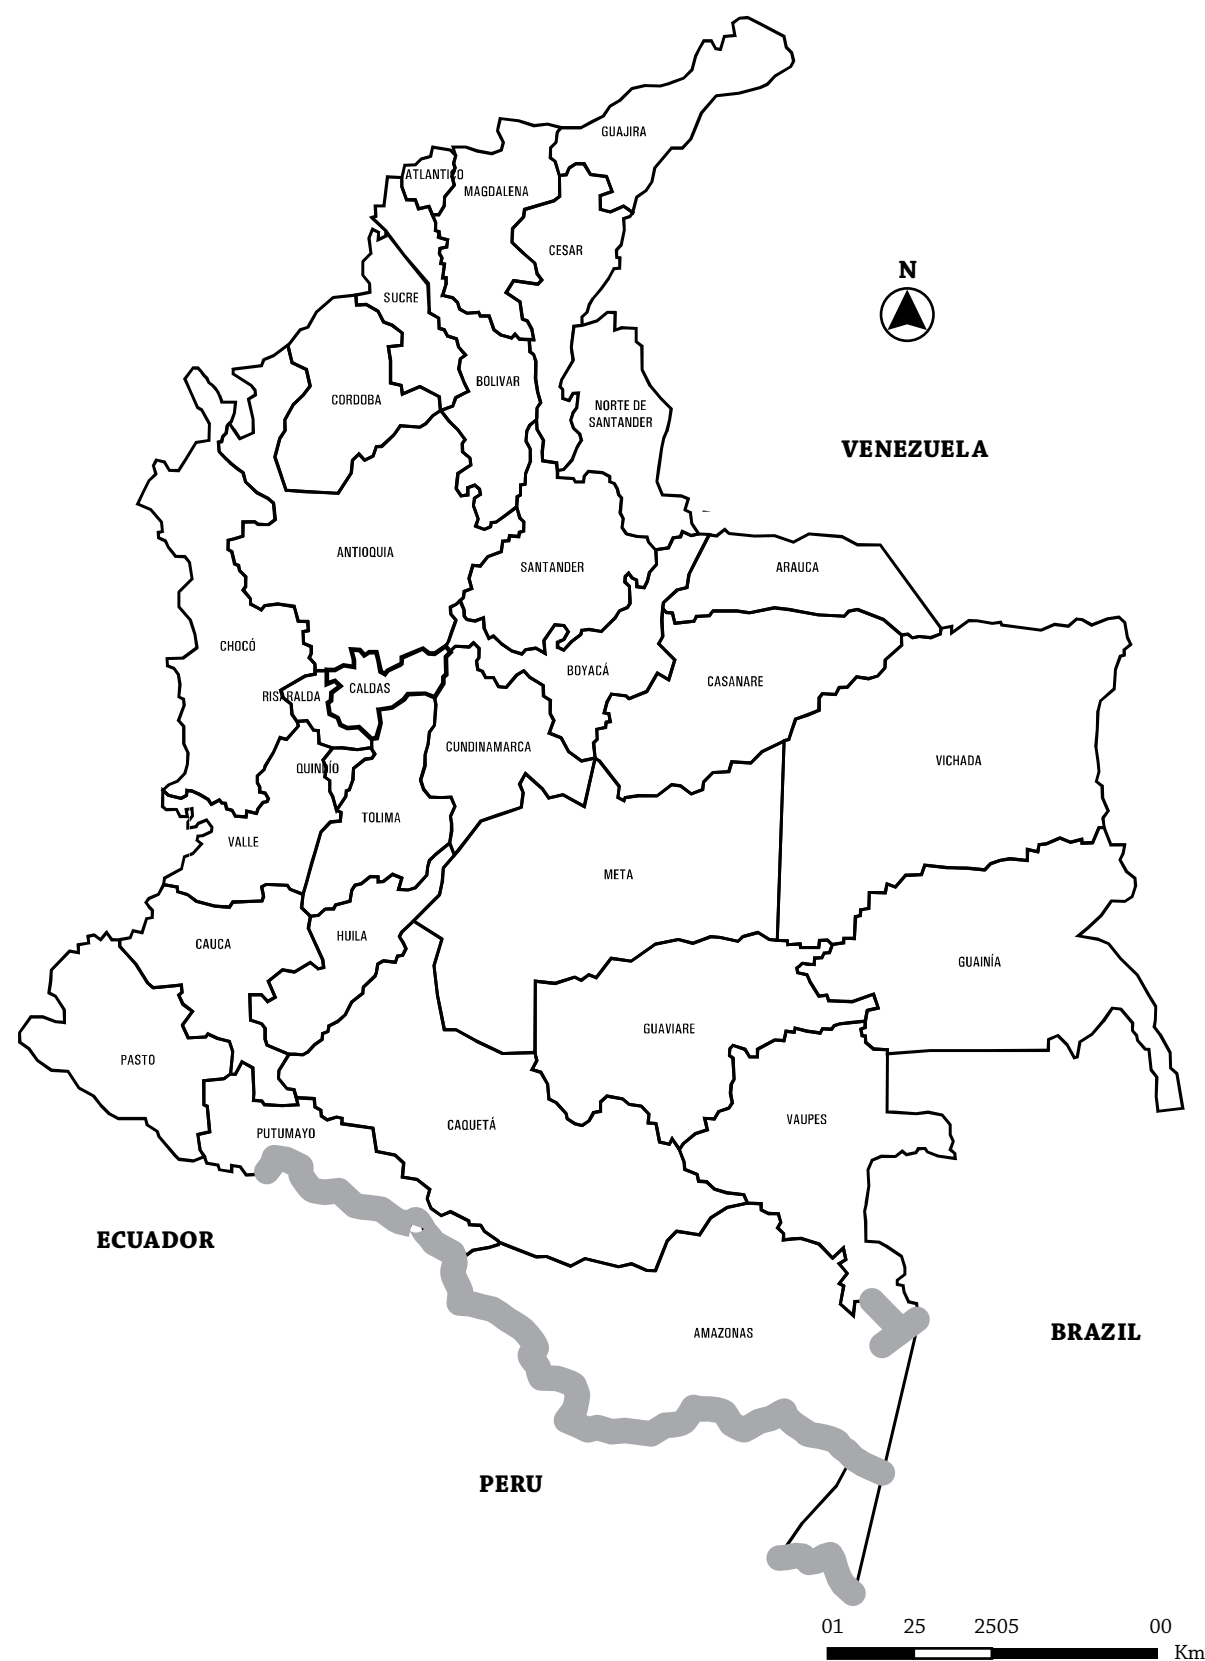 GUAJIRA
ATLANTICO
MAGDALENA
CESAR
N
SUCRE
BOLIVAR
CORDOBA
NORTE DE
SANTANDER
VENEZUELA
ANTIOQUIA
SANTANDER
ARAUCA
CHOCÓ
BOYACÁ
CASANARE
RISARALDA
CALDAS
CUNDINAMARCA
VICHADA
QUINDÍO
TOLIMA
VALLE
META
HUILA
CAUCA
GUAINÍA
GUAVIARE
PASTO
VAUPES
CAQUETÁ
PUTUMAYO
ECUADOR
AMAZONAS
BRAZIL
PERU
01 25 2505 00
Km